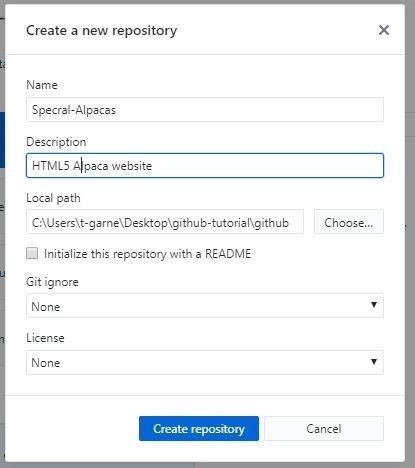 Create a new repository
Name
Specral-Alpacas
Description
HTML5 Alpaca website
Local path
C:\Users\t-garne\Desktop\github-tutorial\github
Choose...
Initialize this repository with a README
Git ignore
None
License
None
Create repository
Cancel